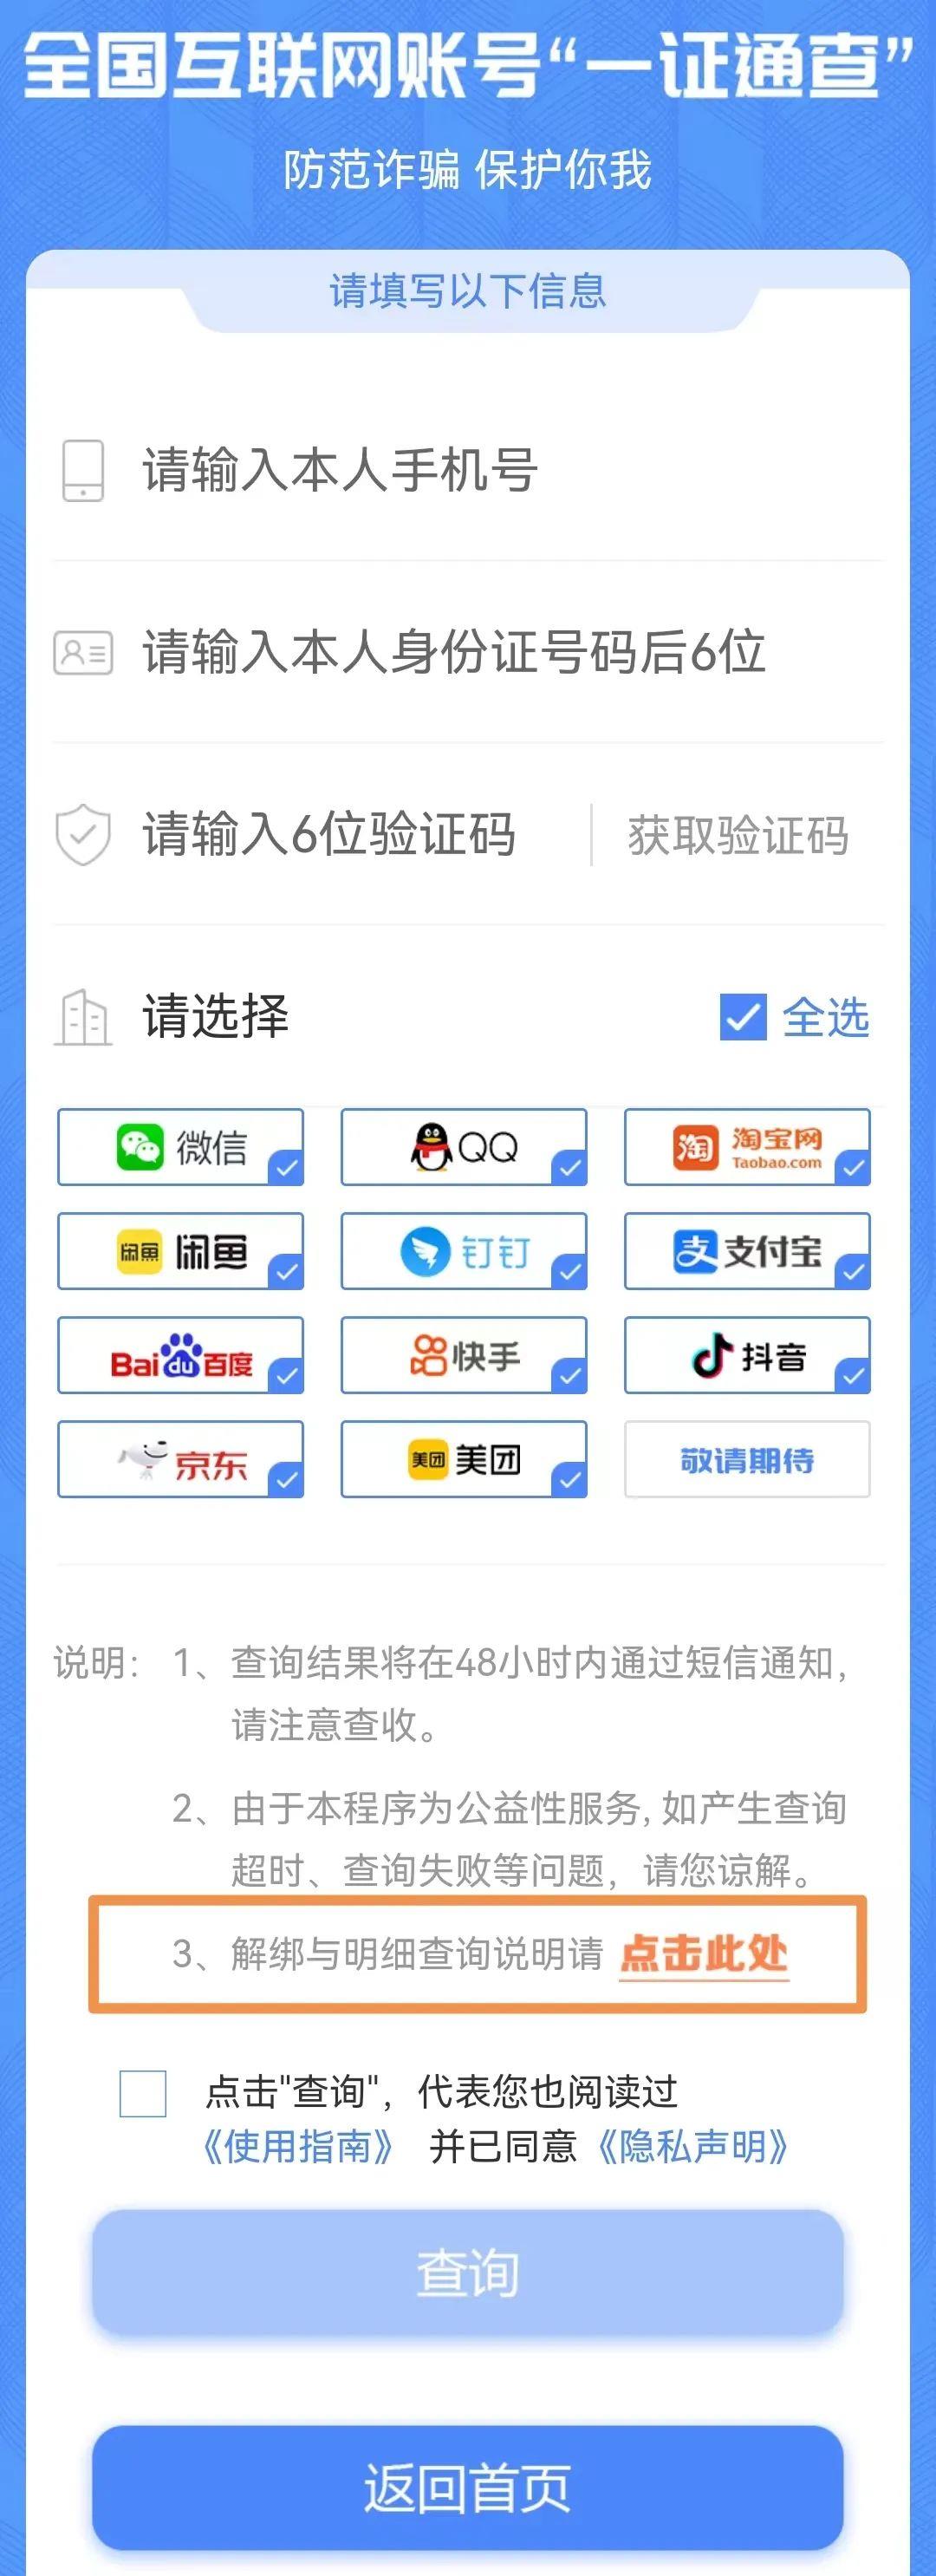 全国互联网账号“一证通查”
防范诈骗 保护你我
请填写以下信息
请输入本人手机号
请输入本人身份证号码后6位
请输入6位验证码 获取验证码
请选择 全选
微信 QQ 淘 淘宝网
Taobao.com
闲鱼 闲鱼 钉钉 支 支付宝
Bai du 百度 快手 抖音
京东 美团 美团 敬请期待
说明： 1、查询结果将在48小时内通过短信通知，
请注意查收。
2、由于本程序为公益性服务，如产生查询
超时、查询失败等问题，请您谅解。
3、解绑与明细查询说明请 点击此处
点击"查询"，代表您也阅读过
《使用指南》 并已同意《隐私声明》
查询
返回首页